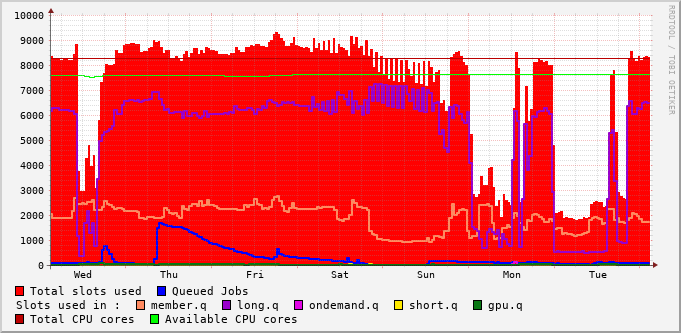 RRDTOOL / TOBI OETIKER
10000
9000
8000
7000
6000
5000
4000
3000
2000
1000
0
Wed Thu Fri Sat Sun Mon Tue
Total slots used Queued Jobs
Slots used in : member.q long.q ondemand.q short.q gpu.q
Total CPU cores Available CPU cores